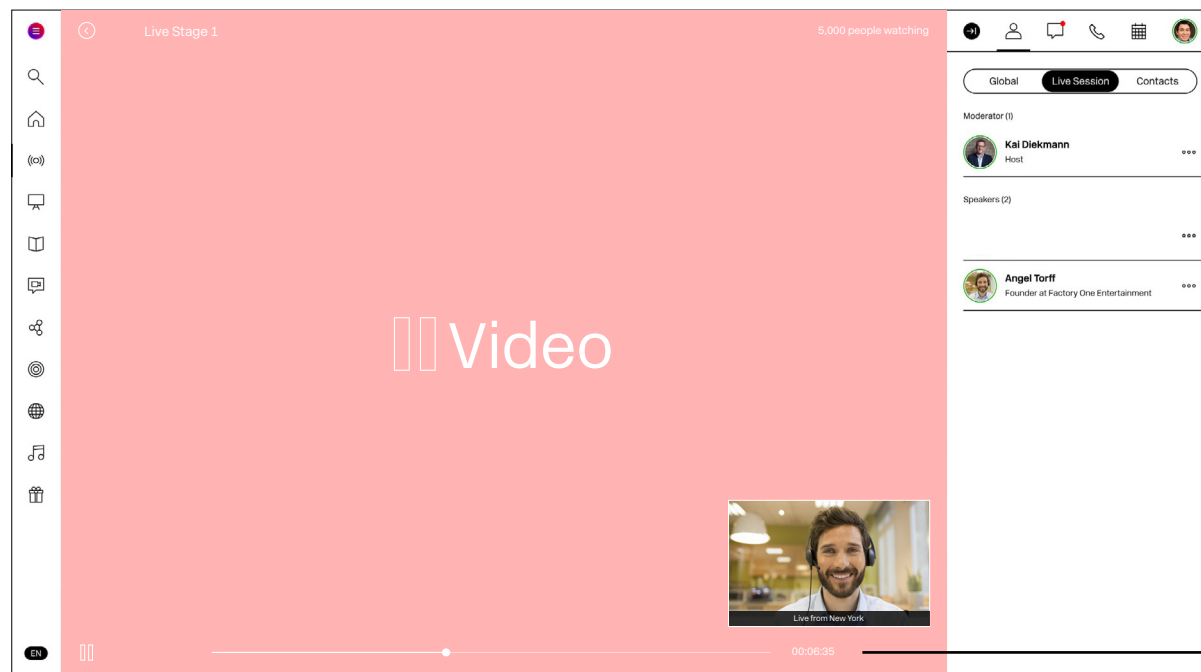 Live Stage 1
5,000 people watching
Global
Live Session
Contacts
Moderator (1)
Kai Diekmann
Host
Speakers (2)
Angel Torff
Founder at Factory One Entertainment
Video
Live from New York
EN
00:06:35